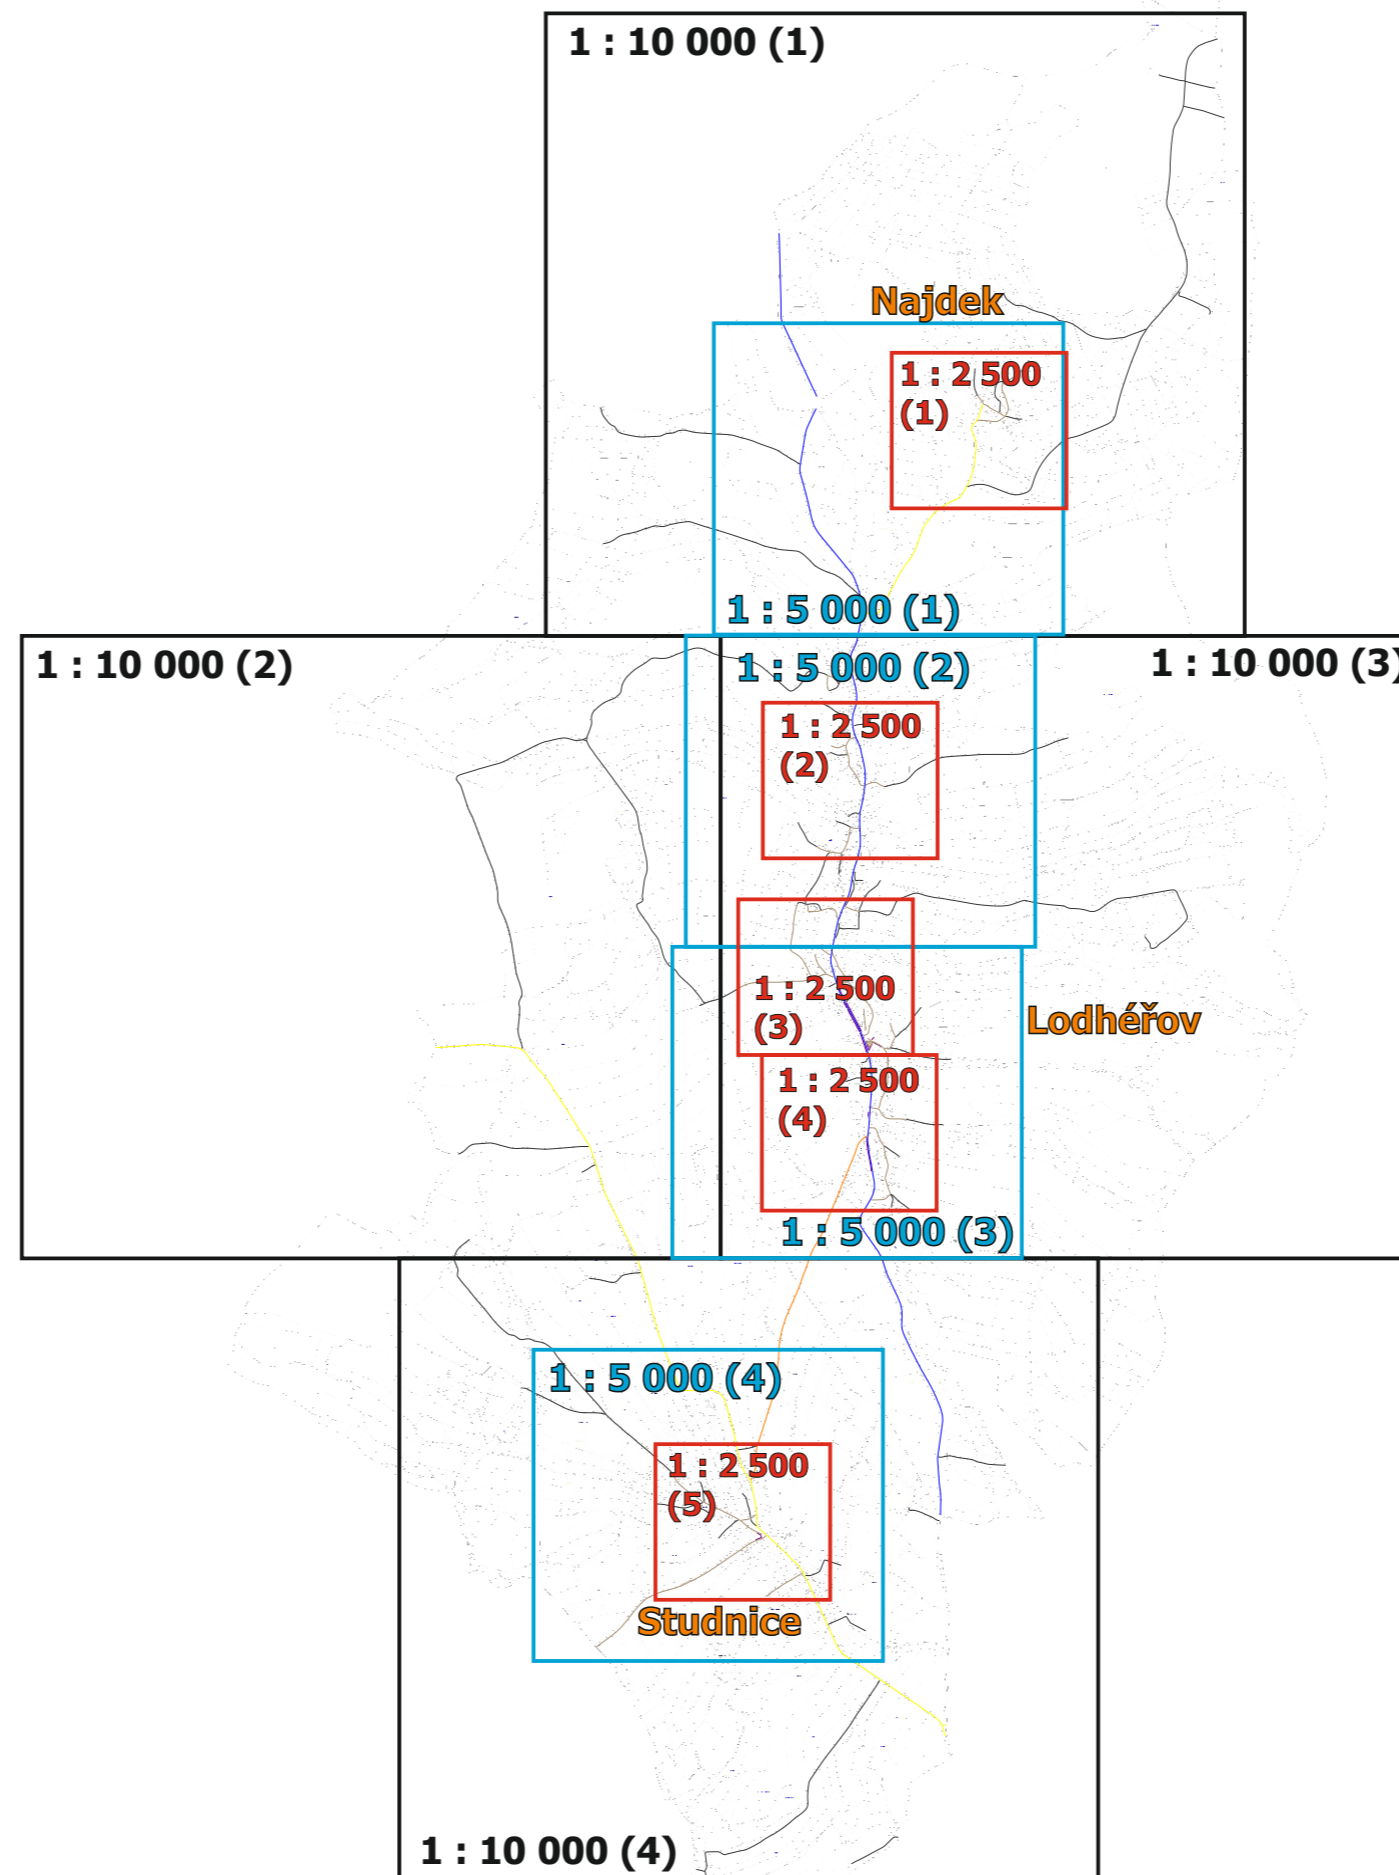 1 : 10 000 (1)
Najdek
1 : 2 500
(1)
1 : 5 000 (1)
1 : 10 000 (2)
1 : 5 000 (2)
1 : 10 000 (3)
1 : 2 500
(2)
1 : 2 500
(3)
Lodhéřov
1 : 2 500
(4)
1 : 5 000 (3)
1 : 5 000 (4)
1 : 2 500
(5)
Studnice
1 : 10 000 (4)